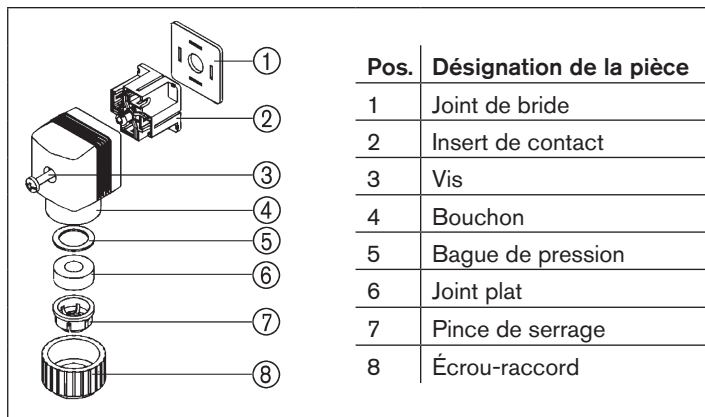 ①
②
③
④
⑤
⑥
⑦
⑧
Pos. Désignation de la pièce
1 Joint de bride
2 Insert de contact
3 Vis
4 Bouchon
5 Bague de pression
6 Joint plat
7 Pince de serrage
8 Écrou-raccord